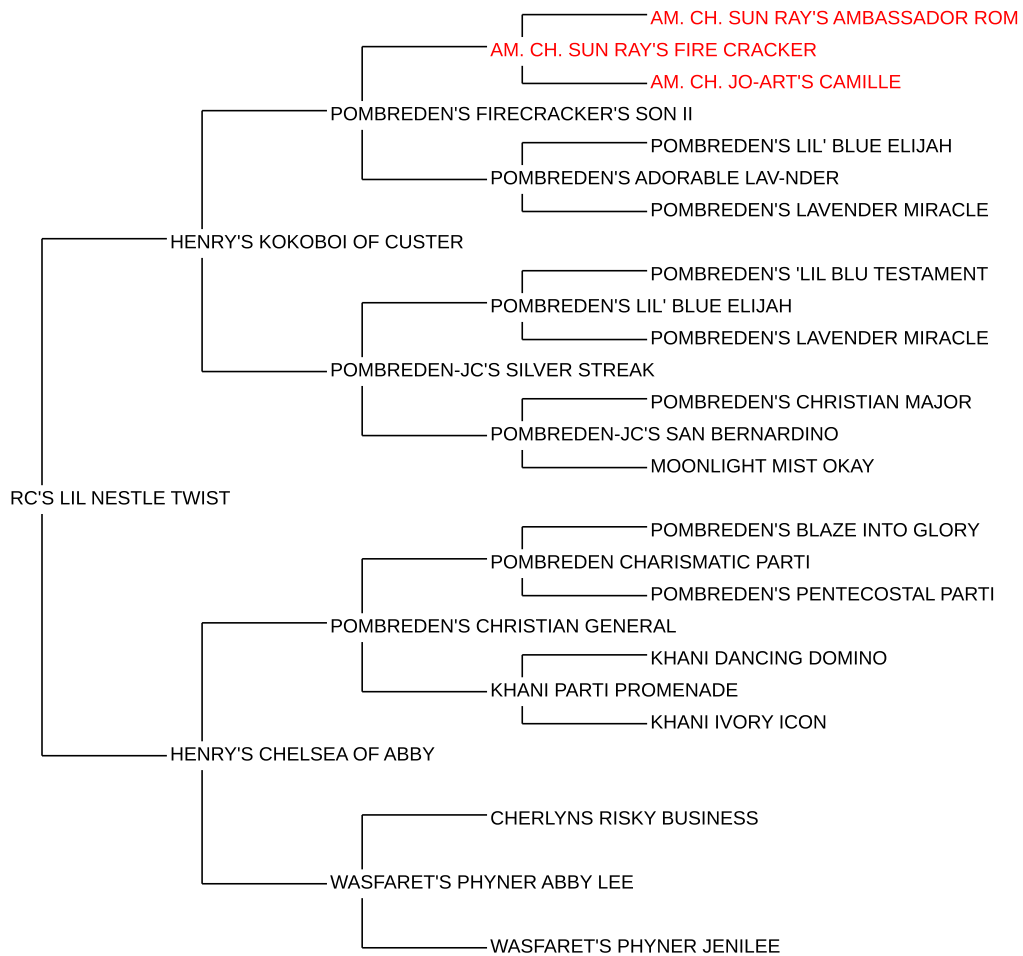 AM. CH. SUN RAY'S AMBASSADOR ROM
AM. CH. SUN RAY'S FIRE CRACKER
AM. CH. JO-ART'S CAMILLE
POMBREDEN'S FIRECRACKER'S SON II
POMBREDEN'S LIL' BLUE ELIJAH
POMBREDEN'S ADORABLE LAV-NDER
POMBREDEN'S LAVENDER MIRACLE
HENRY'S KOKOBOI OF CUSTER
POMBREDEN'S 'LIL BLU TESTAMENT
POMBREDEN'S LIL' BLUE ELIJAH
POMBREDEN'S LAVENDER MIRACLE
POMBREDEN-JC'S SILVER STREAK
POMBREDEN'S CHRISTIAN MAJOR
POMBREDEN-JC'S SAN BERNARDINO
MOONLIGHT MIST OKAY
RC'S LIL NESTLE TWIST
POMBREDEN'S BLAZE INTO GLORY
POMBREDEN CHARISMATIC PARTI
POMBREDEN'S PENTECOSTAL PARTI
POMBREDEN'S CHRISTIAN GENERAL
KHANI DANCING DOMINO
KHANI PARTI PROMENADE
KHANI IVORY ICON
HENRY'S CHELSEA OF ABBY
CHERLYNS RISKY BUSINESS
WASFARET'S PHYNER ABBY LEE
WASFARET'S PHYNER JENILEE